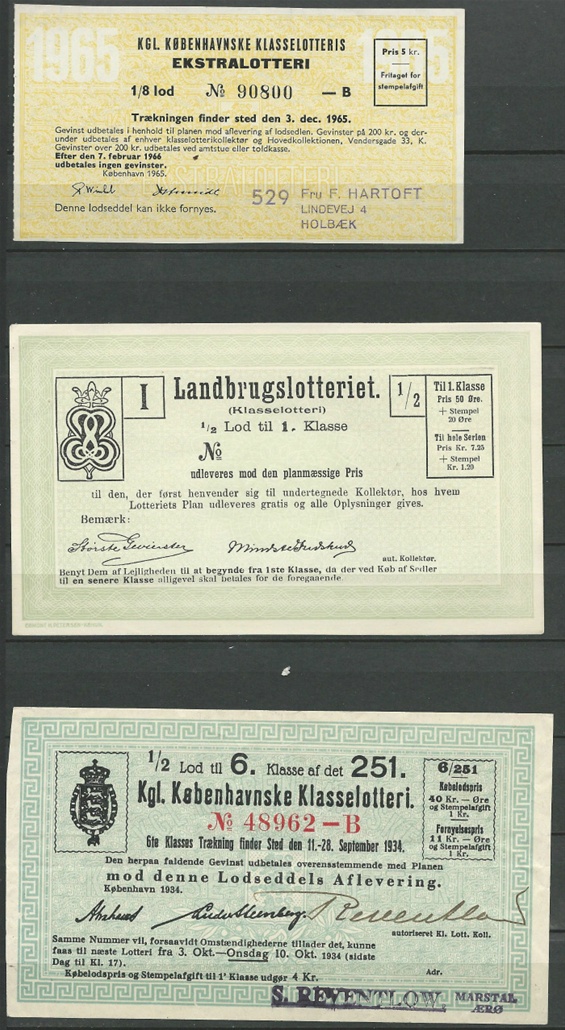 1965
1965
KGL. KØBENHAVNSKE KLASSELOTTERIS
EKSTRALOTTERI
1/8 lod № 90800 — B
Pris 5 kr.
Fritaget for
stempelafgift
Trækningen finder sted den 3. dec. 1965.
Gevinst udbetales i henhold til planen mod aflevering af lodsedlen. Gevinster på 200 kr. og der-
under udbetales af enhver klasselotterikollektør og Hovedkollektionen, Vendersgade 33, K.
Gevinster over 200 kr. udbetales ved amtstue eller toldkasse.
Efter den 7. februar 1966
udbetales ingen gevinster.
København 1965.
Denne lodseddel kan ikke fornyes.
529 Fru F. HARTOFT
LINDEVEJ 4
HOLBÆK
I
Landbrugslotteriet.
(Klasselotteri)
1/2 Lod til 1. Klasse
№
1/2
Til 1. Klasse
Pris 50 Øre.
+ Stempel
20 Øre
Til hele Serien
Pris Kr. 7.25
+ Stempel
Kr. 1.20
udleveres mod den planmæssige Pris
til den, der først henvender sig til undertegnede Kollektør, hos hvem
Lotteriets Plan udleveres gratis og alle Oplysninger gives.
Bemærk:
Største Gevinster
aut. Kollektør,
Benyt Dem af Lejligheden til at begynde fra 1ste Klasse, da der ved Køb af Sedler
til en senere Klasse alligevel skal betales for de foregaaende
1/2 Lod til 6. Klasse af det 251.
Kgl. Københavnske Klasselotteri.
№ 48962 — B
6te Klasses Trækning finder Sted den 11.-28. September 1934.
6/251
Købelodspris
40 Kr. — Øre
og Stempelafgift
1 Kr.
Fornyelsespris
11 Kr. — Øre
og Stempelafgift
1 Kr.
Den herpaa faldende Gevinst udbetales overensstemmende med Planen
mod denne Lodseddels Aflevering.
København 1934.
S Reventlow
autoriseret Kl. Lott. Koll.
Samme Nummer vil, forsaavidt Omstændighederne tillader det, kunne
faas til næste Lotteri fra 3. Okt.—Onsdag 10. Okt. 1934 (sidste
Dag til Kl. 17).
Adr.
Købelodspris og Stempelafgift til 1' Klasse udgør 4 Kr.
S. REVENTLOW. MARSTAL
ÆRØ